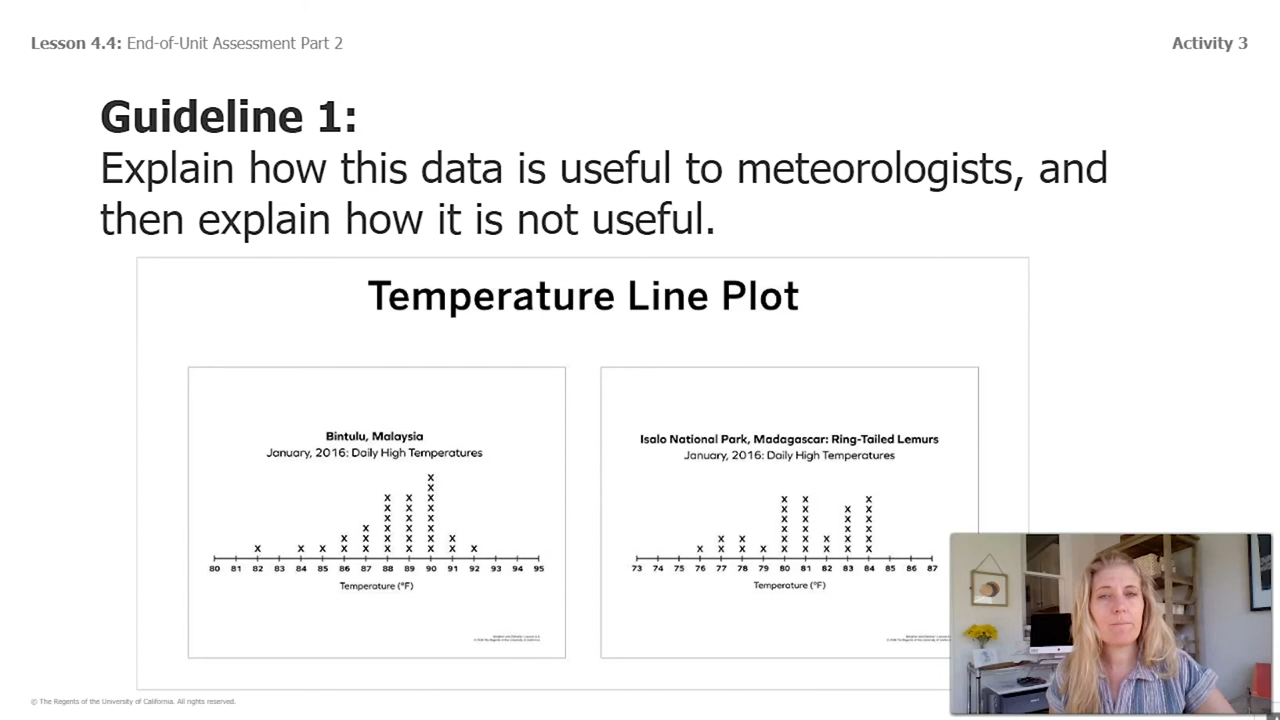 Lesson 4.4: End-of-Unit Assessment Part 2
Activity 3
Guideline 1:
Explain how this data is useful to meteorologists, and
then explain how it is not useful.
Temperature Line Plot
Bintulu, Malaysia
January, 2016: Daily High Temperatures
80 81 82 83 84 85 86 87 88 89 90 91 92 93 94 95
Temperature (°F)
Isalo National Park, Madagascar: Ring-Tailed Lemurs
January, 2016: Daily High Temperatures
73 74 75 76 77 78 79 80 81 82 83 84 85 86 87
Temperature (°F)
© The Regents of the University of California. All rights reserved.